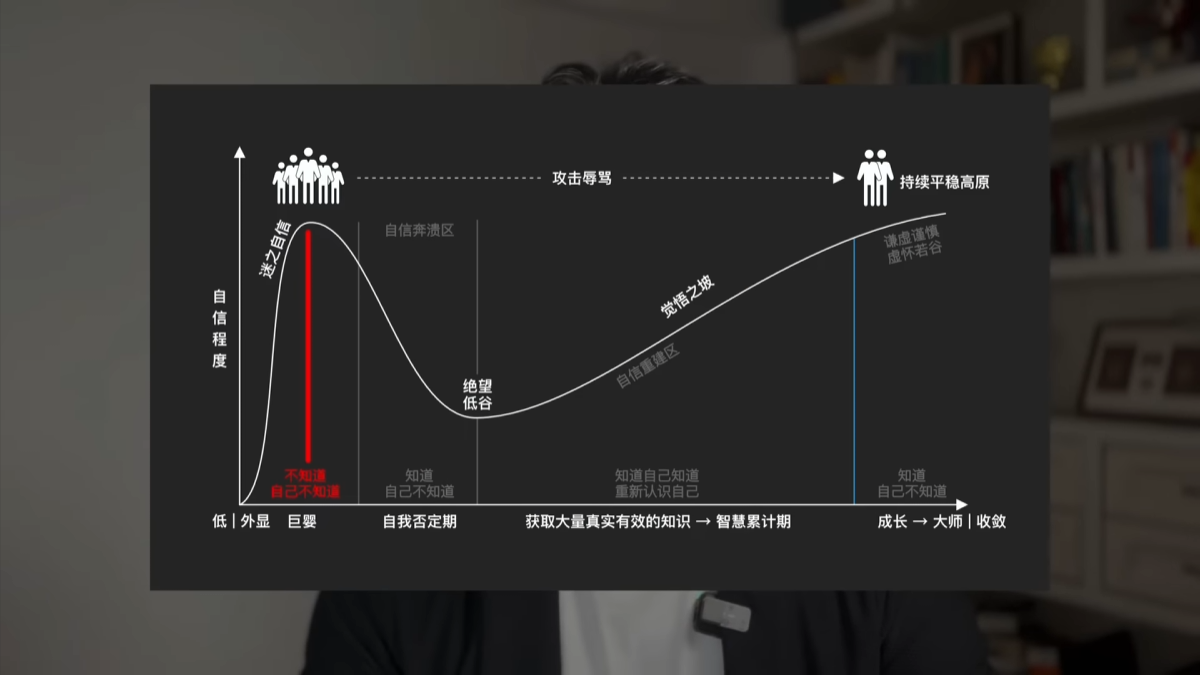 攻击辱骂
持续平稳高原
迷之自信
自信奔溃区
谦虚谨慎
虚怀若谷
自
信
程
度
觉悟之坡
自信重建区
绝望
低谷
不知道
自己不知道
知道
自己不知道
知道自己知道
重新认识自己
知道
自己不知道
低 | 外显
巨婴
自我否定期
获取大量真实有效的知识 → 智慧累计期
成长 → 大师 | 收敛